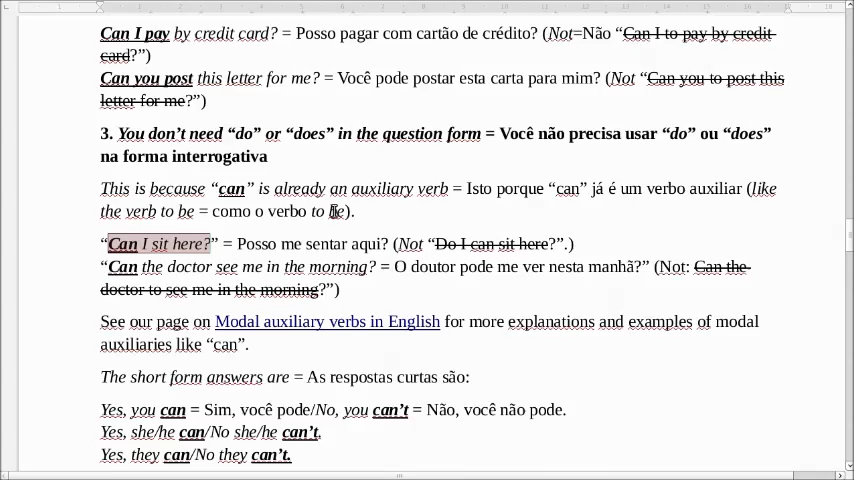 Can I pay by credit card? = Posso pagar com cartão de crédito? (Not=Não “Can I to pay by credit
card?”)
Can you post this letter for me? = Você pode postar esta carta para mim? (Not “Can you to post this
letter for me?”)
3. You don’t need “do” or “does” in the question form = Você não precisa usar “do” ou “does”
na forma interrogativa
This is because “can” is already an auxiliary verb = Isto porque “can” já é um verbo auxiliar (like
the verb to be = como o verbo to be).
“Can I sit here?” = Posso me sentar aqui? (Not “Do I can sit here?”.)
“Can the doctor see me in the morning? = O doutor pode me ver nesta manhã?” (Not: Can the
doctor to see me in the morning?”)
See our page on Modal auxiliary verbs in English for more explanations and examples of modal
auxiliaries like “can”.
The short form answers are = As respostas curtas são:
Yes, you can = Sim, você pode/No, you can’t = Não, você não pode.
Yes, she/he can/No she/he can’t.
Yes, they can/No they can’t.